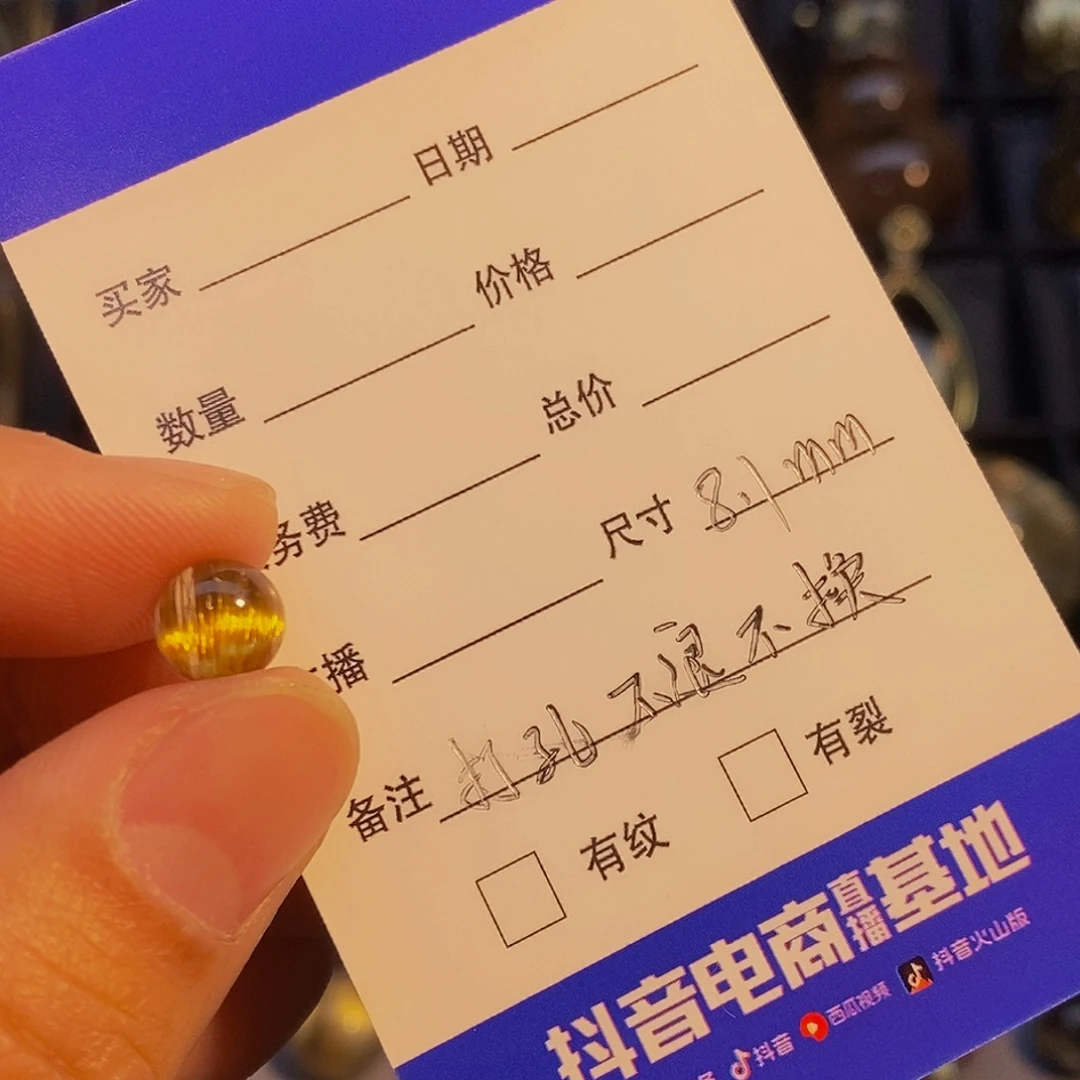 买家 日期
数量 价格
务费 总价
播 尺寸 8.1mm
备注 打孔不退不换
有纹 有裂
抖音电商直播基地
抖音 西瓜视频 抖音火山版